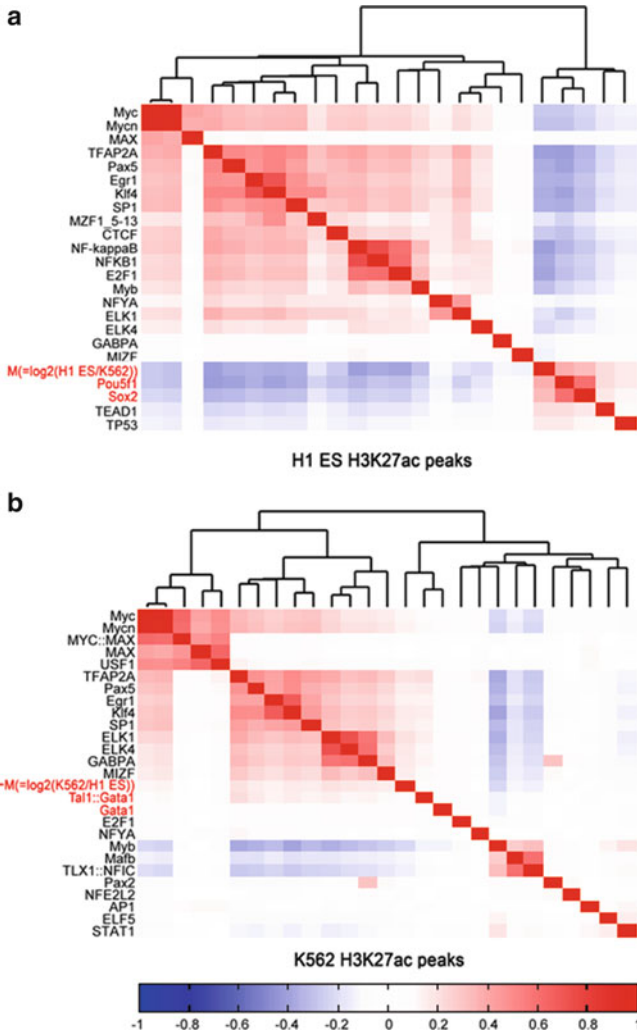 a
Myc
Mycn
MAX
TFAP2A
Pax5
Egr1
Klf4
SP1
MZF1_5-13
CTCF
NF-kappaB
NFKB1
E2F1
Myb
NFYA
ELK1
ELK4
GABPA
MIZF
M(=log2(H1 ES/K562))
Pou5f1
Sox2
TEAD1
TP53
H1 ES H3K27ac peaks
b
Myc
Mycn
MYC::MAX
MAX
USF1
TFAP2A
Pax5
Egr1
Klf4
SP1
ELK1
ELK4
GABPA
MIZF
-M(=log2(K562/H1 ES))
Tal1::Gata1
Gata1
E2F1
NFYA
Myb
Mafb
TLX1::NFIC
Pax2
NFE2L2
AP1
ELF5
STAT1
K562 H3K27ac peaks
-1 -0.8 -0.6 -0.4 -0.2 0 0.2 0.4 0.6 0.8